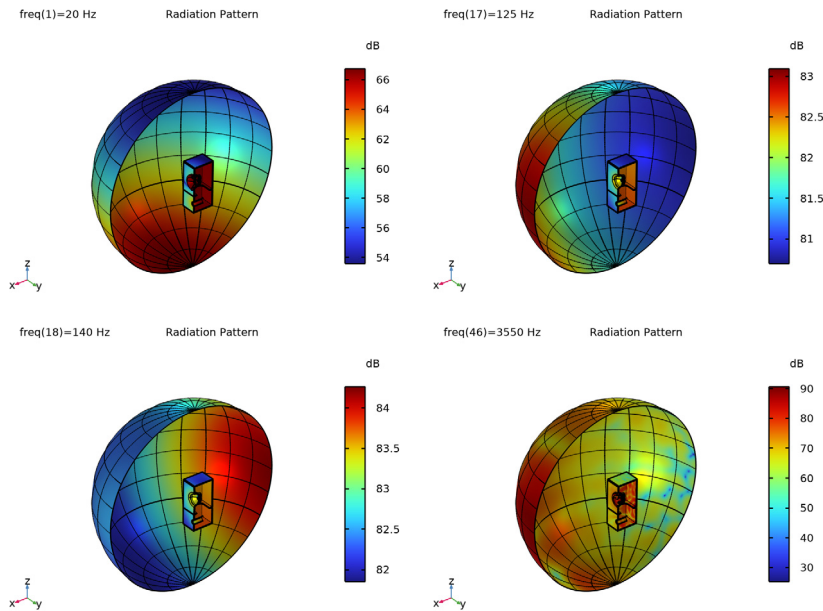 freq(1)=20 Hz Radiation Pattern
dB
66
64
62
60
58
56
54
z
x y
freq(17)=125 Hz Radiation Pattern
dB
83
82.5
82
81.5
81
z
x y
freq(18)=140 Hz Radiation Pattern
dB
84
83.5
83
82.5
82
z
x y
freq(46)=3550 Hz Radiation Pattern
dB
90
80
70
60
50
40
30
z
x y